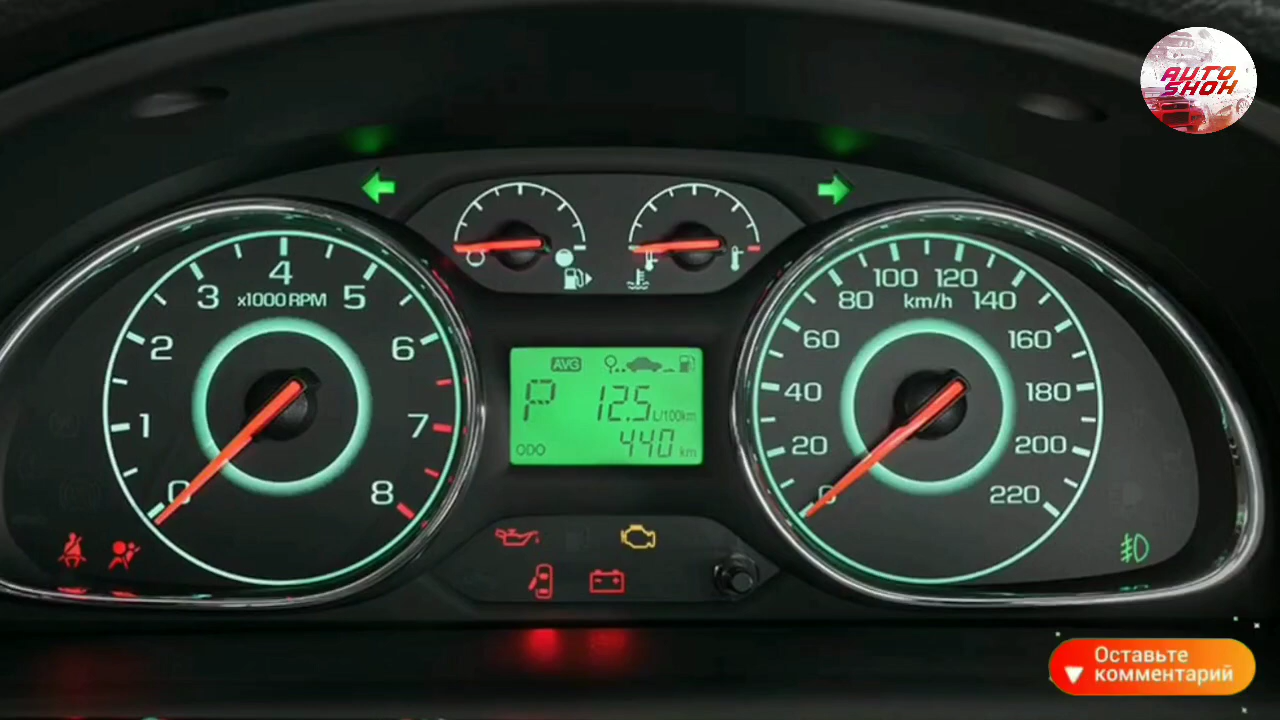 AUTO
SHOH
0 1 2 3 4 5 6 7 8
x1000 RPM
AVG
P 12.5 L/100km
ODO 440 km
0 20 40 60 80 100 120 140 160 180 200 220
km/h
Оставьте
комментарий